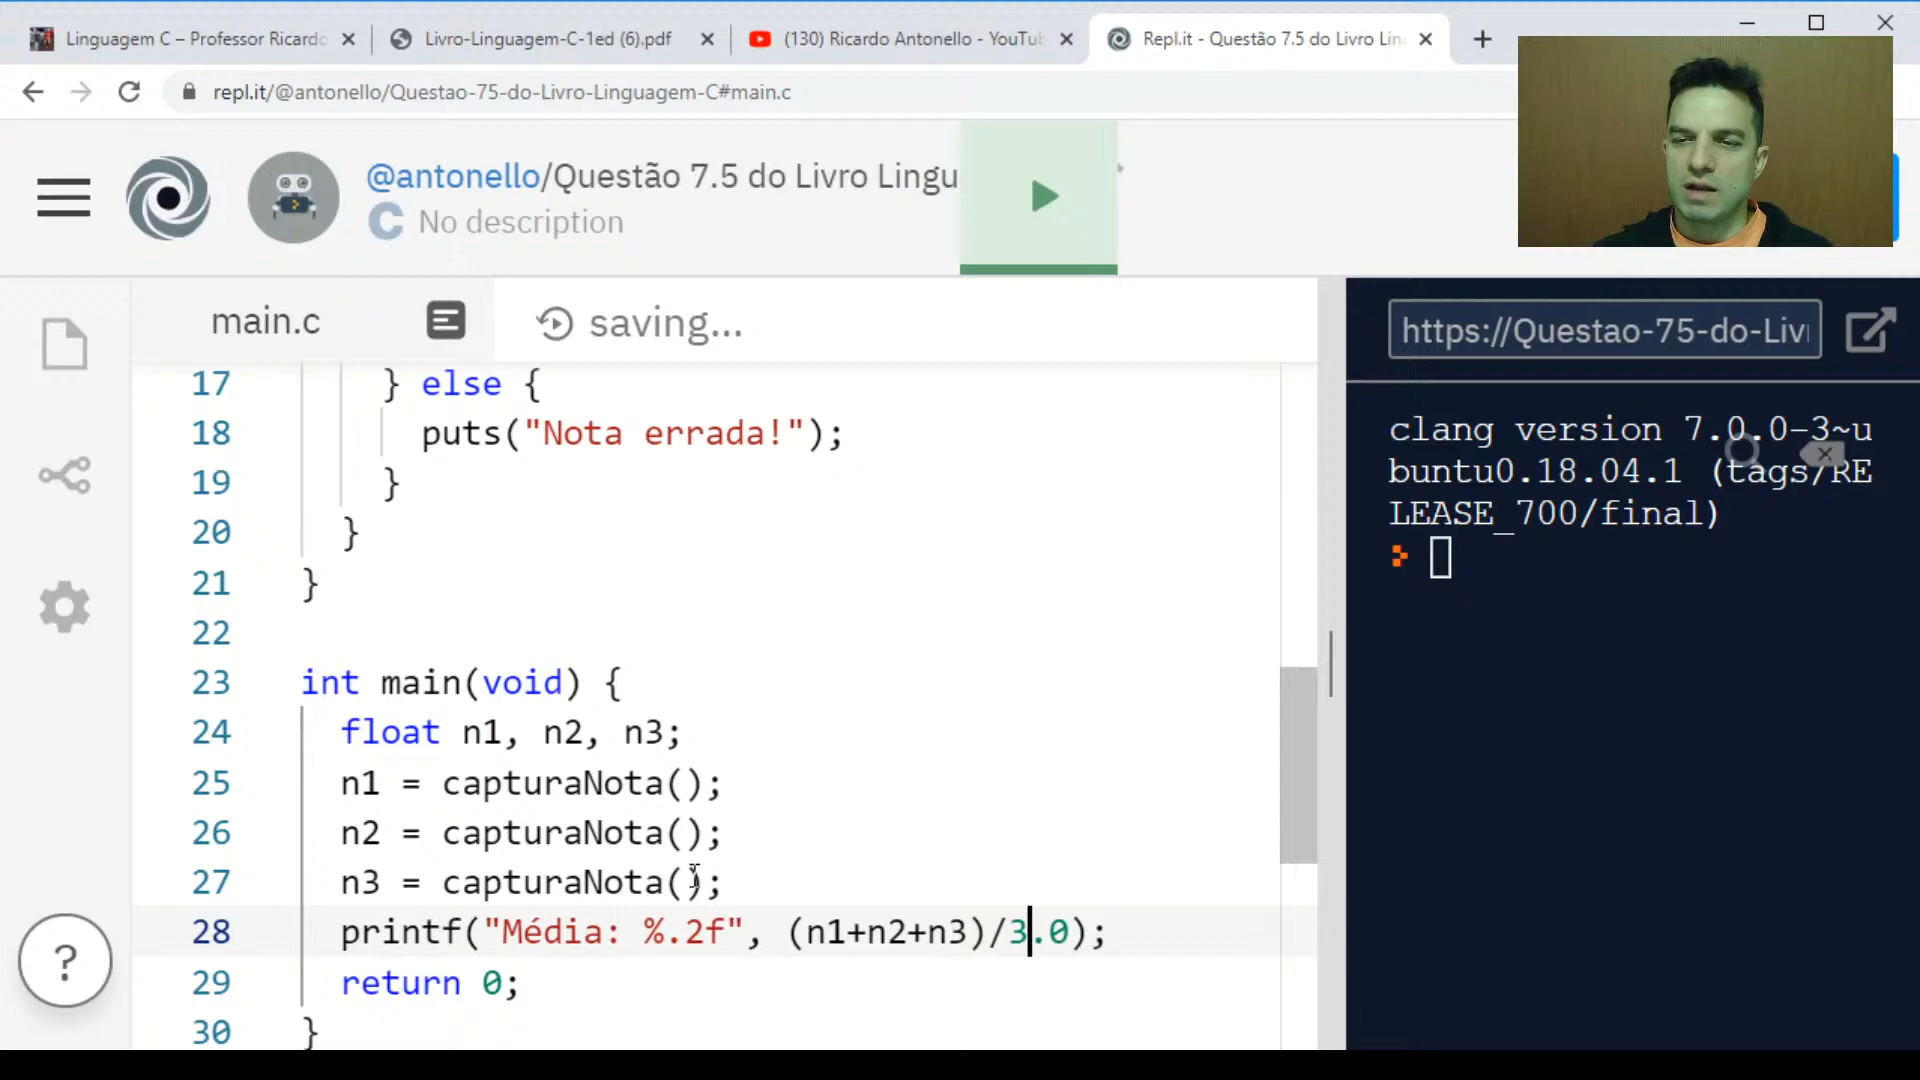 Linguagem C – Professor Ricardo
Livro-Linguagem-C-1ed (6).pdf
(130) Ricardo Antonello - YouTu
Repl.it - Questão 7.5 do Livro Lin
repl.it/@antonello/Questao-75-do-Livro-Linguagem-C#main.c
@antonello/Questão 7.5 do Livro Lingu
C No description
main.c
saving...
https://Questao-75-do-Liv
17 } else {
18 puts("Nota errada!");
19 }
20 }
21 }
22
23 int main(void) {
24 float n1, n2, n3;
25 n1 = capturaNota();
26 n2 = capturaNota();
27 n3 = capturaNota();
28 printf("Média: %.2f", (n1+n2+n3)/3.0);
29 return 0;
30 }
clang version 7.0.0-3~u
buntu0.18.04.1 (tags/RE
LEASE_700/final)
?